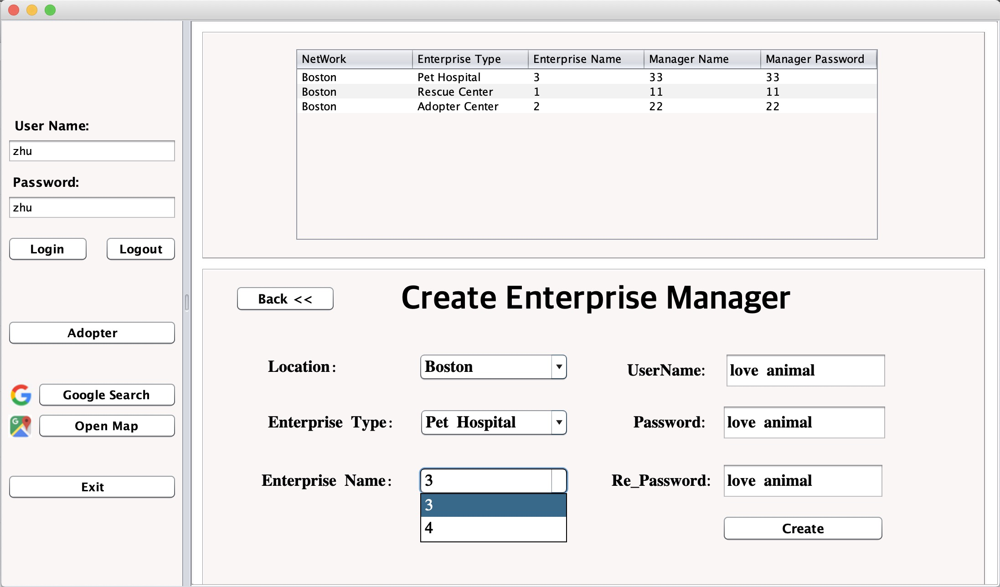 User Name:
zhu
Password:
zhu
Login Logout
Adopter
Google Search
G
Open Map
Exit
NetWork Enterprise Type Enterprise Name Manager Name Manager Password
Boston Pet Hospital 3 33 33
Boston Rescue Center 1 11 11
Boston Adopter Center 2 22 22
Back <<
Create Enterprise Manager
Location: Boston UserName: love animal
Enterprise Type: Pet Hospital Password: love animal
Enterprise Name: 3 Re_Password: love animal
3
4
Create